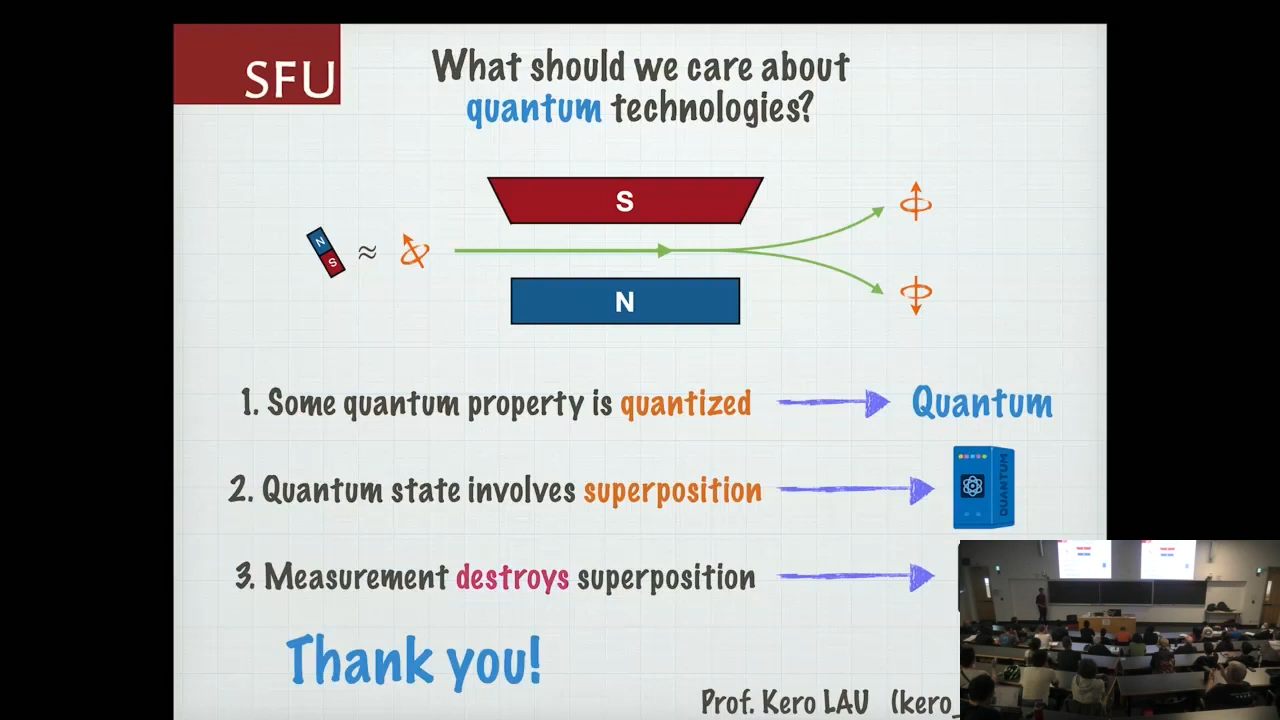 SFU
What should we care about
quantum technologies?
S
N
S
≈
N
1. Some quantum property is quantized
Quantum
2. Quantum state involves superposition
QUANTUM
3. Measurement destroys superposition
Thank you!
Prof. Kero LAU (kero_